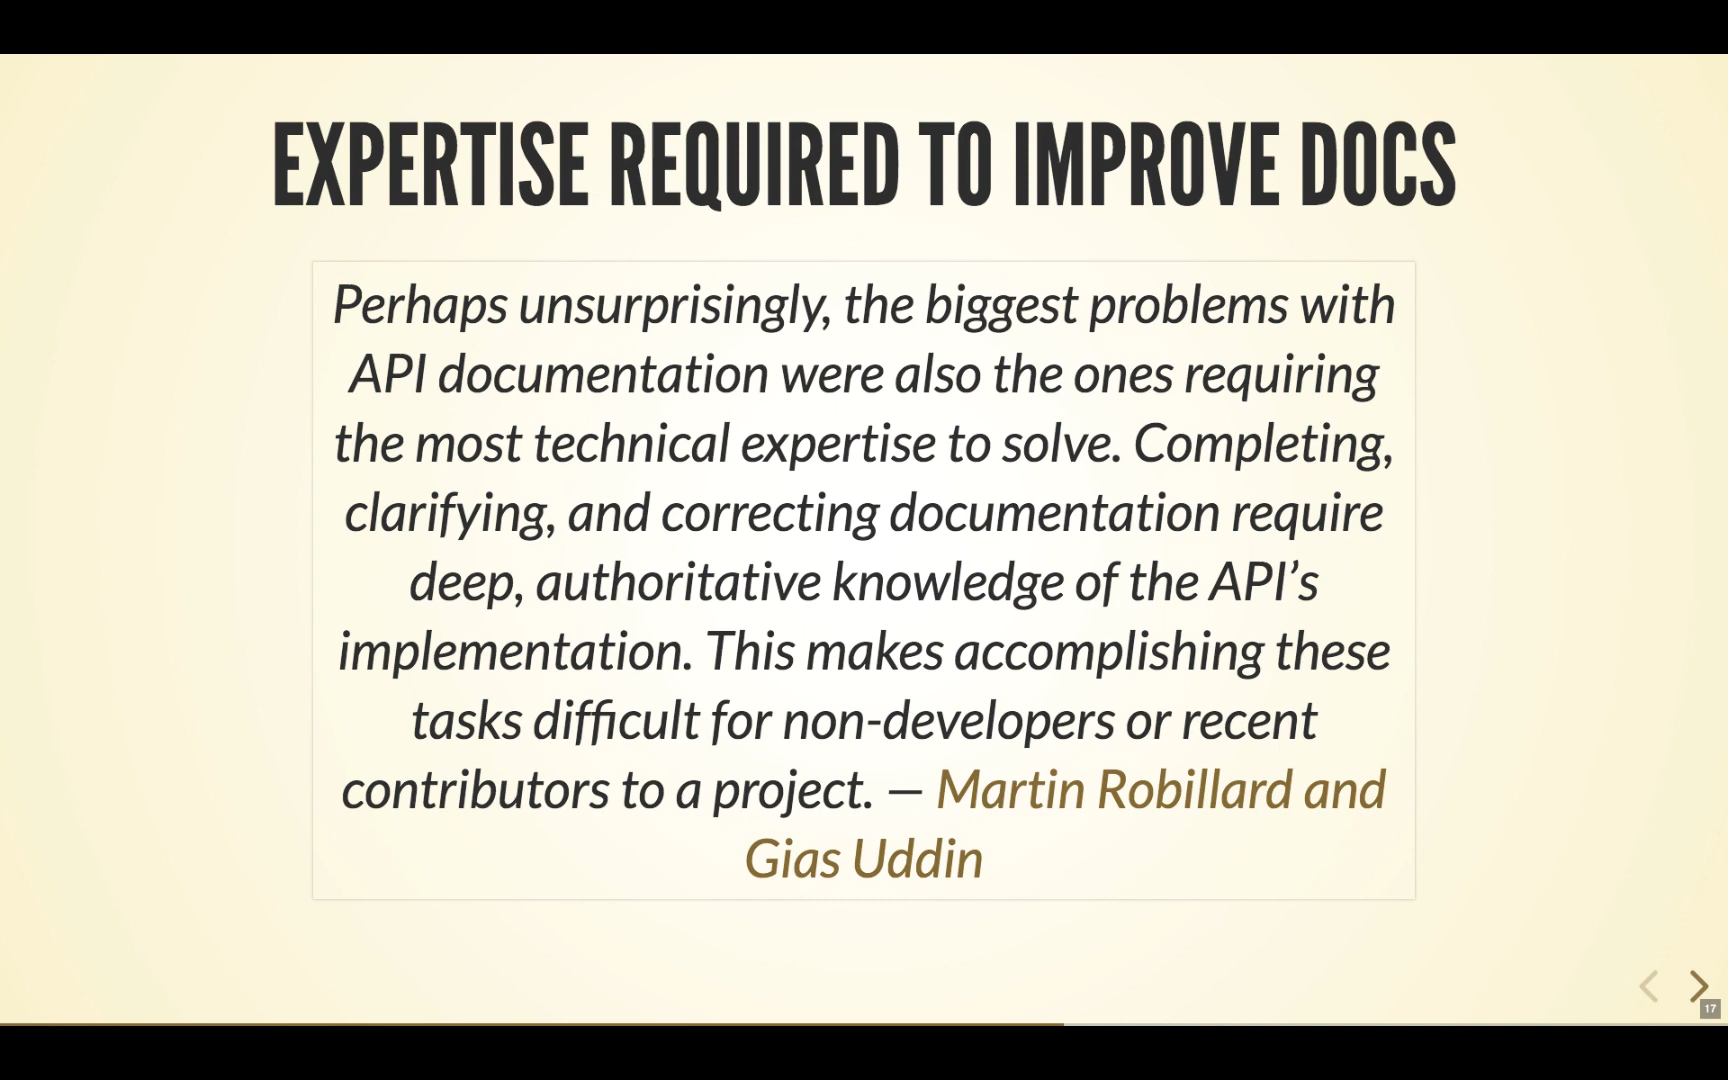 EXPERTISE REQUIRED TO IMPROVE DOCS
Perhaps unsurprisingly, the biggest problems with
API documentation were also the ones requiring
the most technical expertise to solve. Completing,
clarifying, and correcting documentation require
deep, authoritative knowledge of the API’s
implementation. This makes accomplishing these
tasks difficult for non-developers or recent
contributors to a project. — Martin Robillard and
Gias Uddin
17